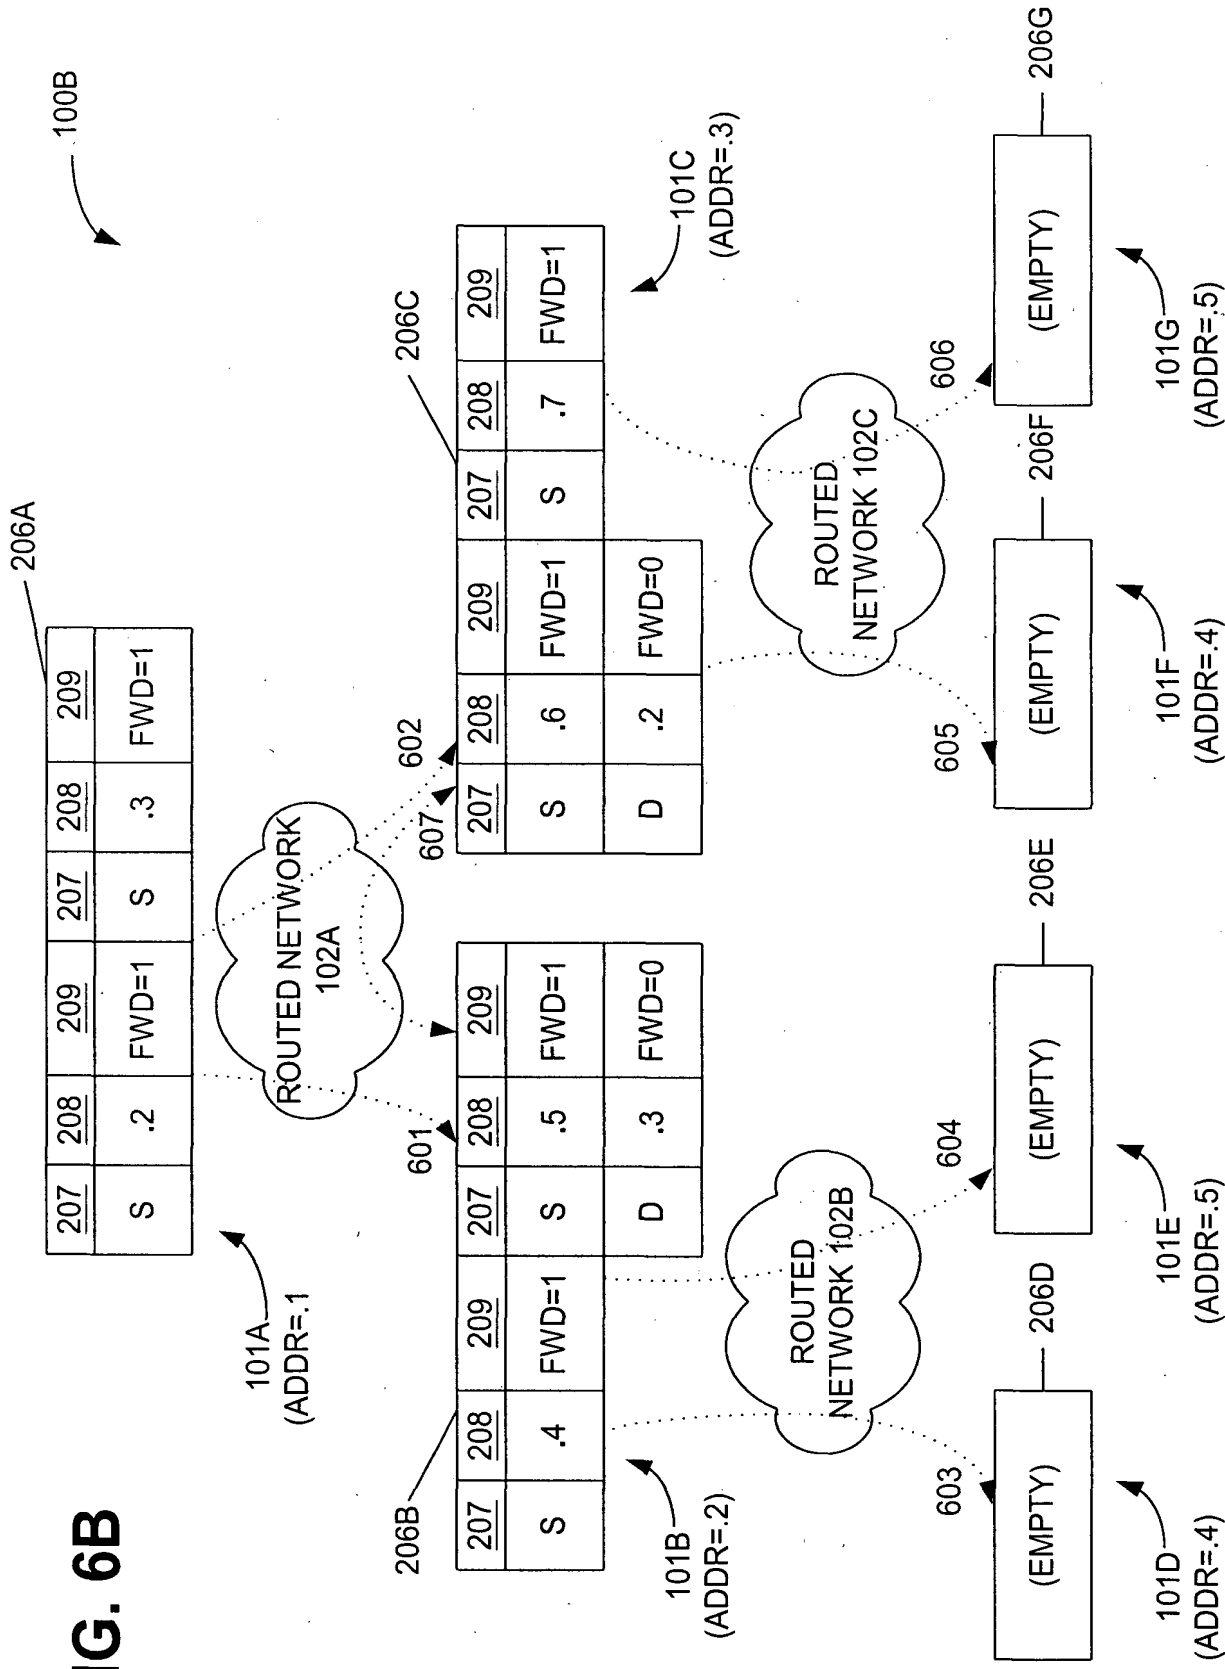 IG. 6B
206A
100B
207 208 209 207 208 209
S .2 FWD=1 S .3 FWD=1
101A
(ADDR=.1
ROUTED NETWORK
102A
206B
601
607
602
206C
207 208 209 207 208 209
S .4 FWD=1 S .5 FWD=1
D .3 FWD=0
207 208 209 207 208 209
S .6 FWD=1 S .7 FWD=1
D .2 FWD=0
101B
(ADDR=.2)
101C
(ADDR=.3)
ROUTED
NETWORK 102B
ROUTED
NETWORK 102C
603
604
605
606
(EMPTY)
206D
(EMPTY)
206E
(EMPTY)
206F
(EMPTY)
206G
101D
(ADDR=.4)
101E
(ADDR=.5)
101F
(ADDR=.4)
101G
(ADDR=.5)